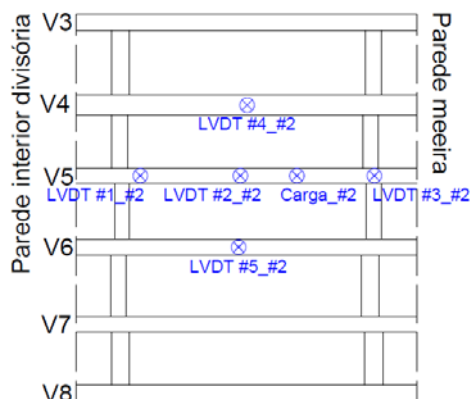 V3
Parede interior divisória
Parede meeira
V4
LVDT #4_#2
V5
LVDT #1_#2 LVDT #2_#2 Carga_#2 LVDT #3_#2
V6
LVDT #5_#2
V7
V8